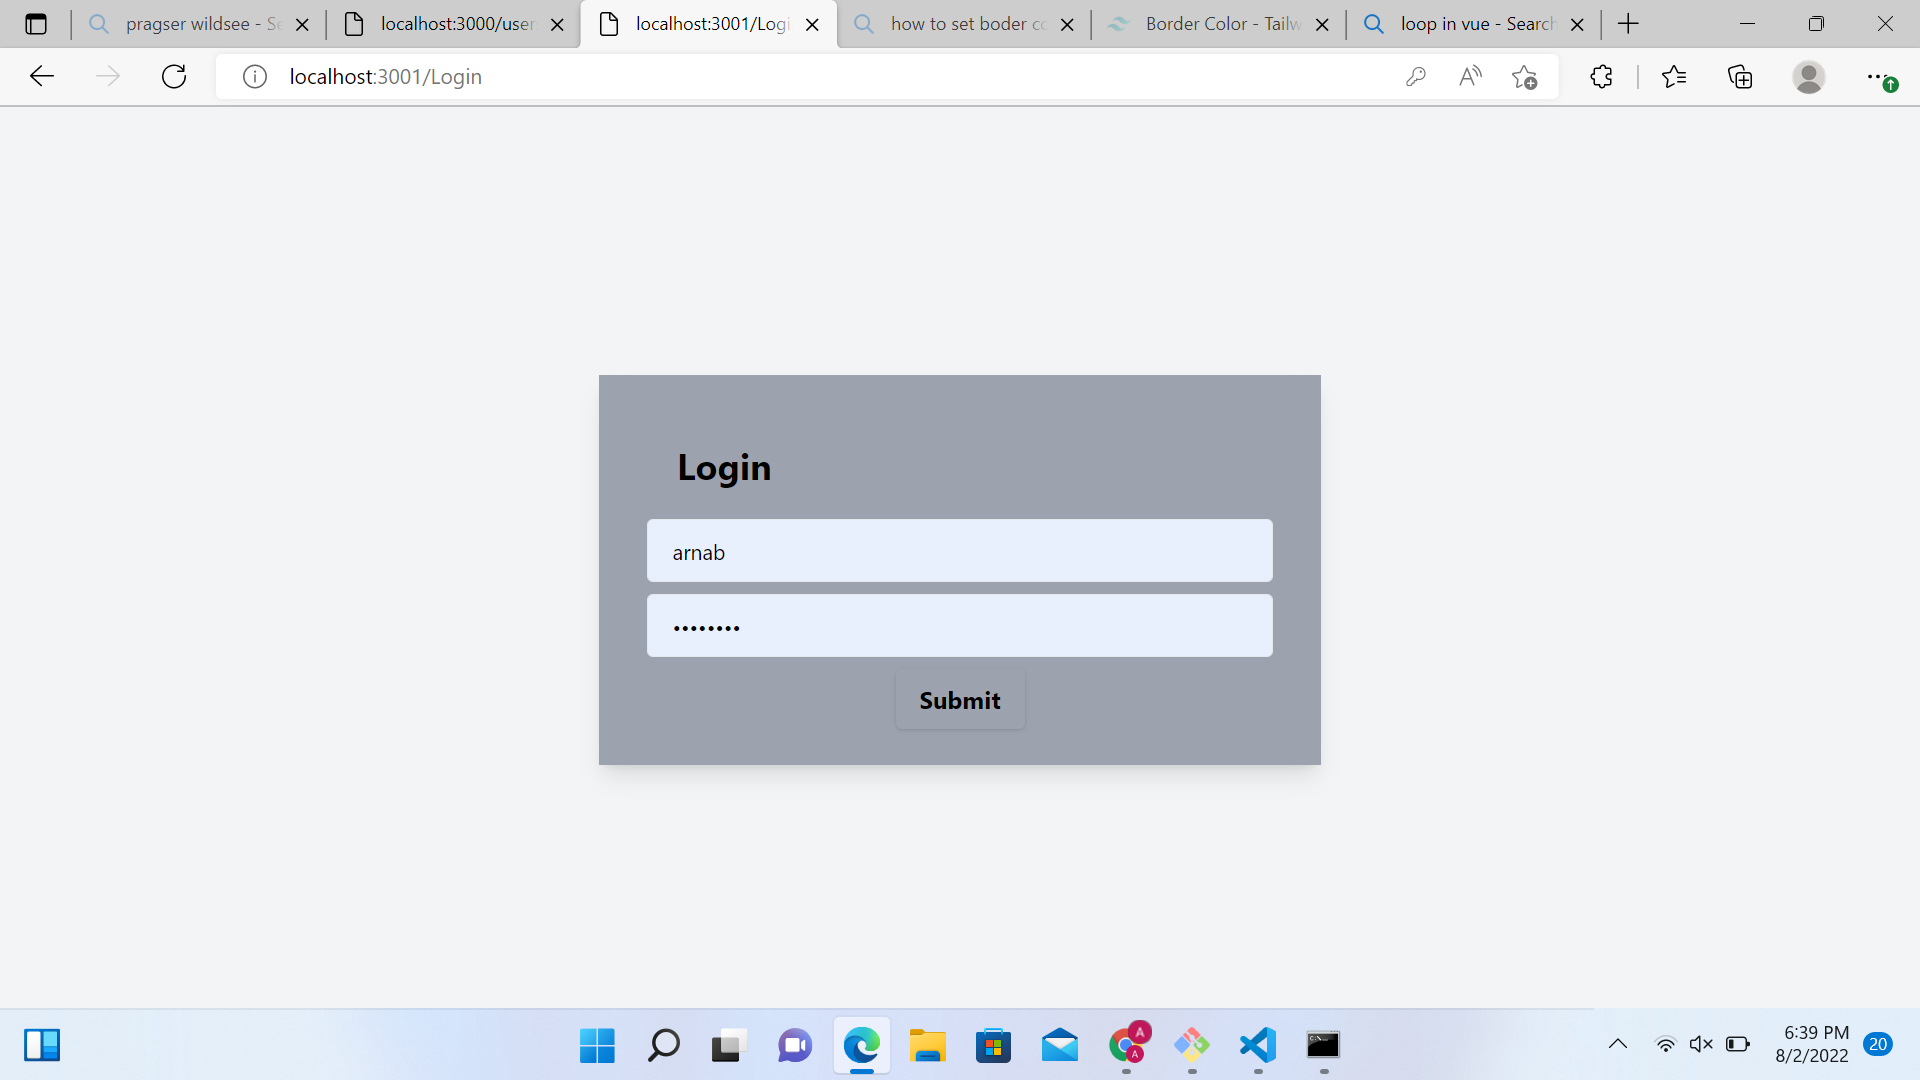 pragser wildsee - Se
localhost:3000/user
localhost:3001/Logi
how to set boder co
Border Color - Tailw
loop in vue - Search
localhost:3001/Login
Login
arnab
••••••••
Submit
A
A
6:39 PM
8/2/2022
20